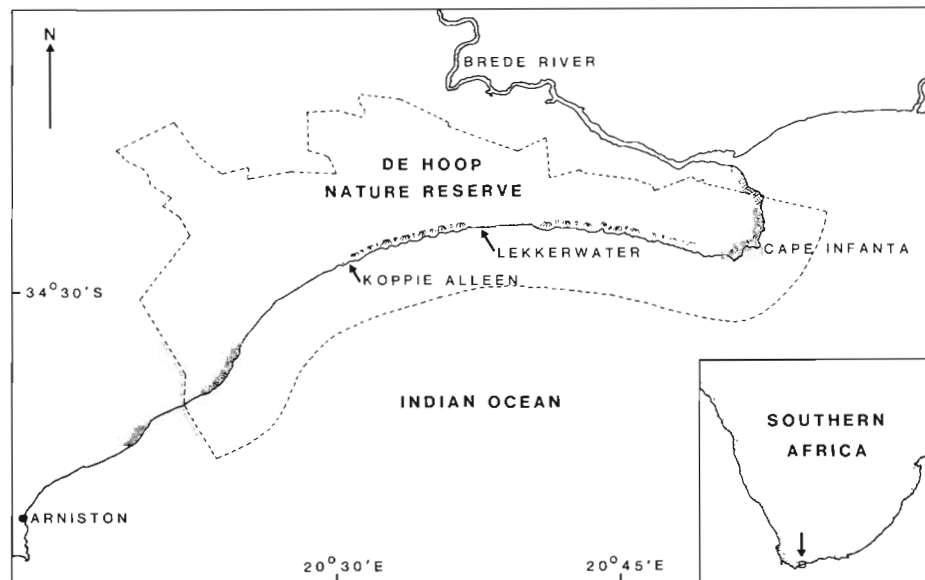 N
BREDE RIVER
DE HOOP
NATURE RESERVE
LEKKERWATER
CAPE INFANTA
KOPPIE ALLEEN
34°30'S
INDIAN OCEAN
SOUTHERN
AFRICA
ARNISTON
20°30'E
20°45'E